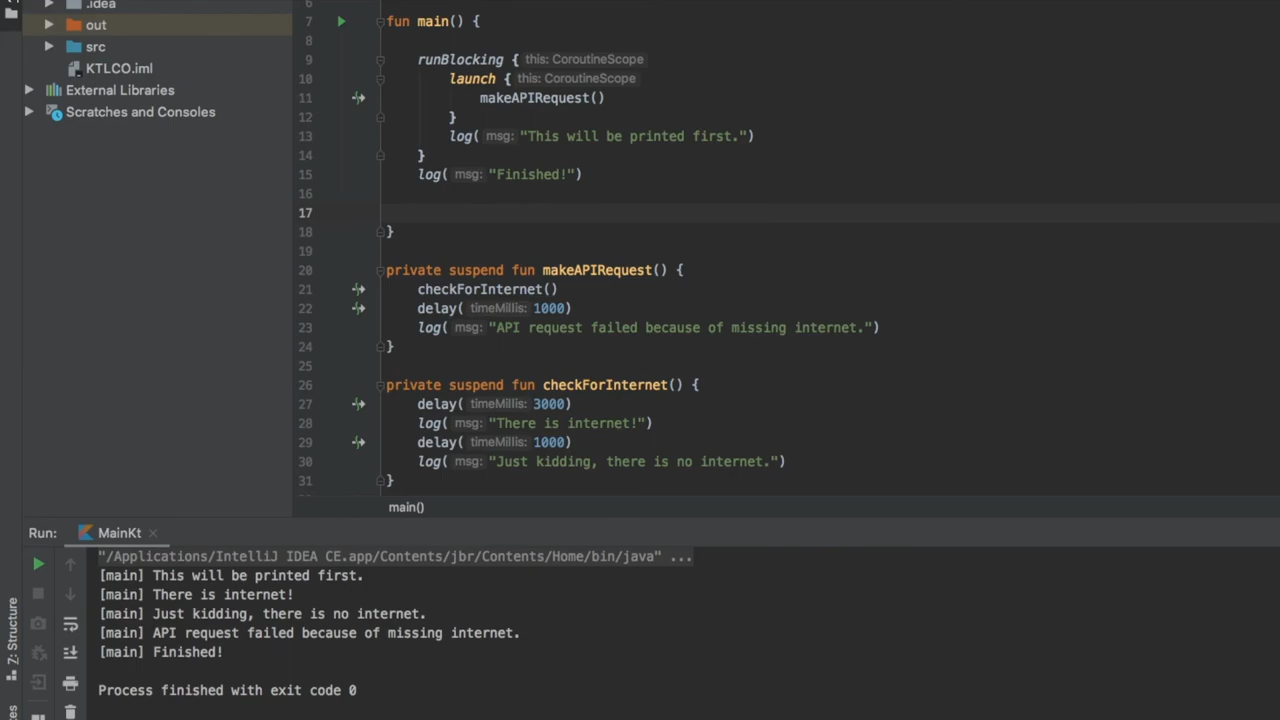 .idea
out
src
KTLCO.iml
External Libraries
Scratches and Consoles
6
7 fun main() {
8
9 runBlocking { this: CoroutineScope
10 launch { this: CoroutineScope
11 makeAPIRequest()
12 }
13 log( msg: "This will be printed first.")
14 }
15 log( msg: "Finished!")
16
17
18 }
19
20 private suspend fun makeAPIRequest() {
21 checkForInternet()
22 delay( timeMillis: 1000)
23 log( msg: "API request failed because of missing internet.")
24 }
25
26 private suspend fun checkForInternet() {
27 delay( timeMillis: 3000)
28 log( msg: "There is internet!")
29 delay( timeMillis: 1000)
30 log( msg: "Just kidding, there is no internet.")
31 }
main()
Run: MainKt
"/Applications/IntelliJ IDEA CE.app/Contents/jbr/Contents/Home/bin/java" ...
[main] This will be printed first.
[main] There is internet!
[main] Just kidding, there is no internet.
[main] API request failed because of missing internet.
[main] Finished!
Process finished with exit code 0
Z: Structure